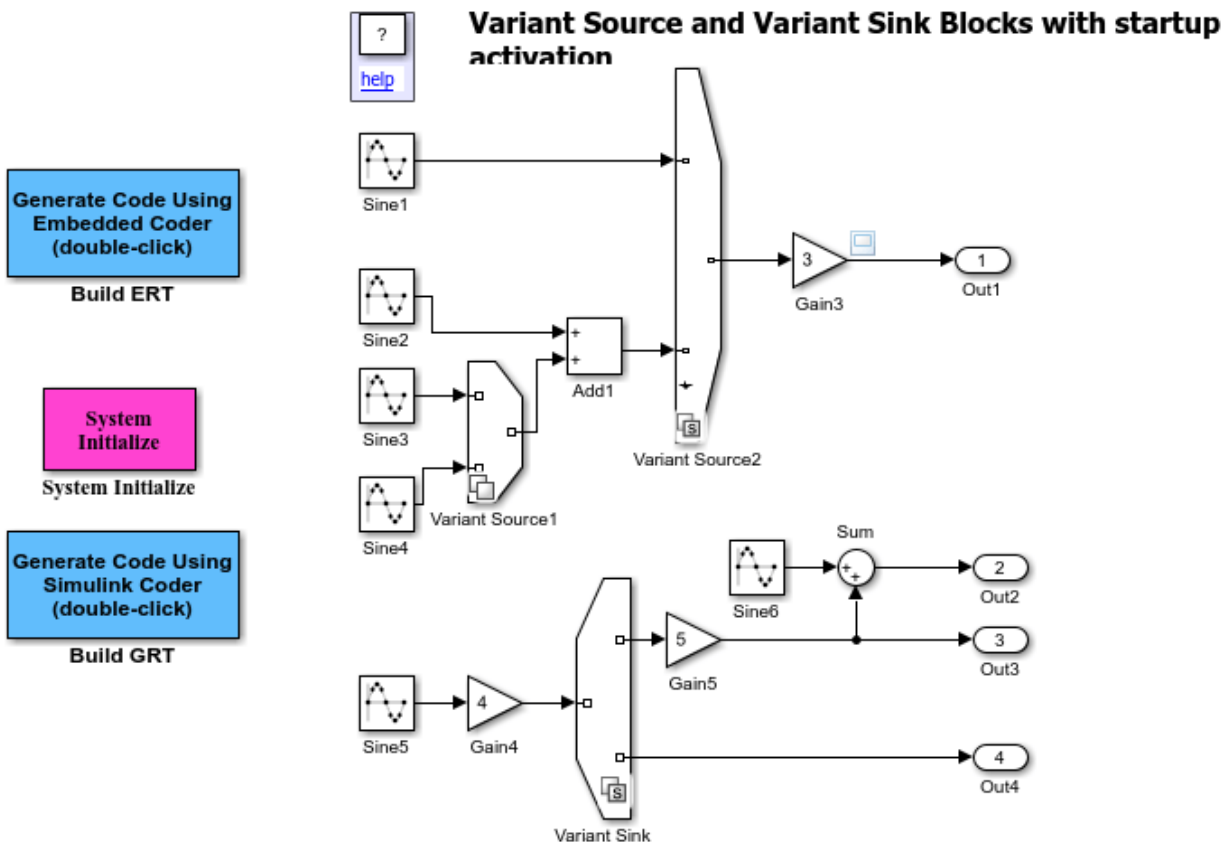 Variant Source and Variant Sink Blocks with startup
activation
?
help
Sine1
Generate Code Using
Embedded Coder
(double-click)
Build ERT
3
Gain3
1
Out1
Sine2
+
+
Add1
Sine3
S
Variant Source2
System
Initialize
System Initialize
Variant Source1
Sine4
Generate Code Using
Simulink Coder
(double-click)
Build GRT
Sum
+
+
Sine6
2
Out2
5
Gain5
3
Out3
Sine5
4
Gain4
4
Out4
S
Variant Sink